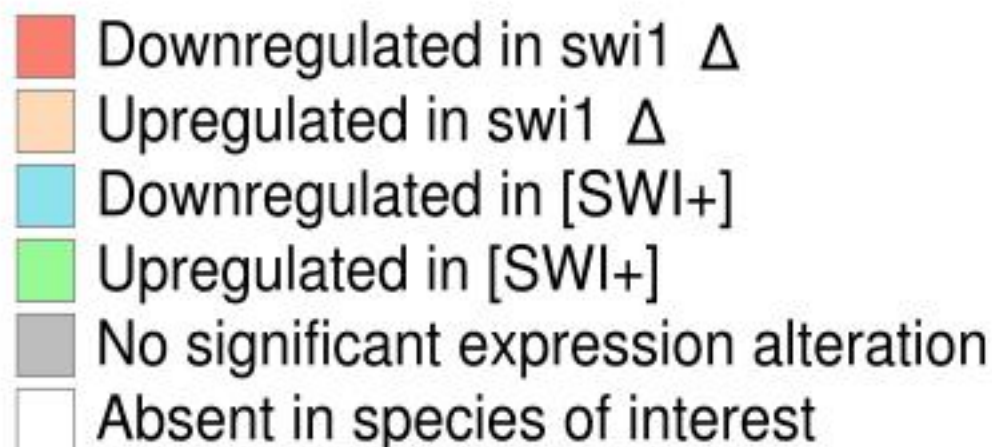 Downregulated in swi1 Δ
Upregulated in swi1 Δ
Downregulated in [SWI+]
Upregulated in [SWI+]
No significant expression alteration
Absent in species of interest